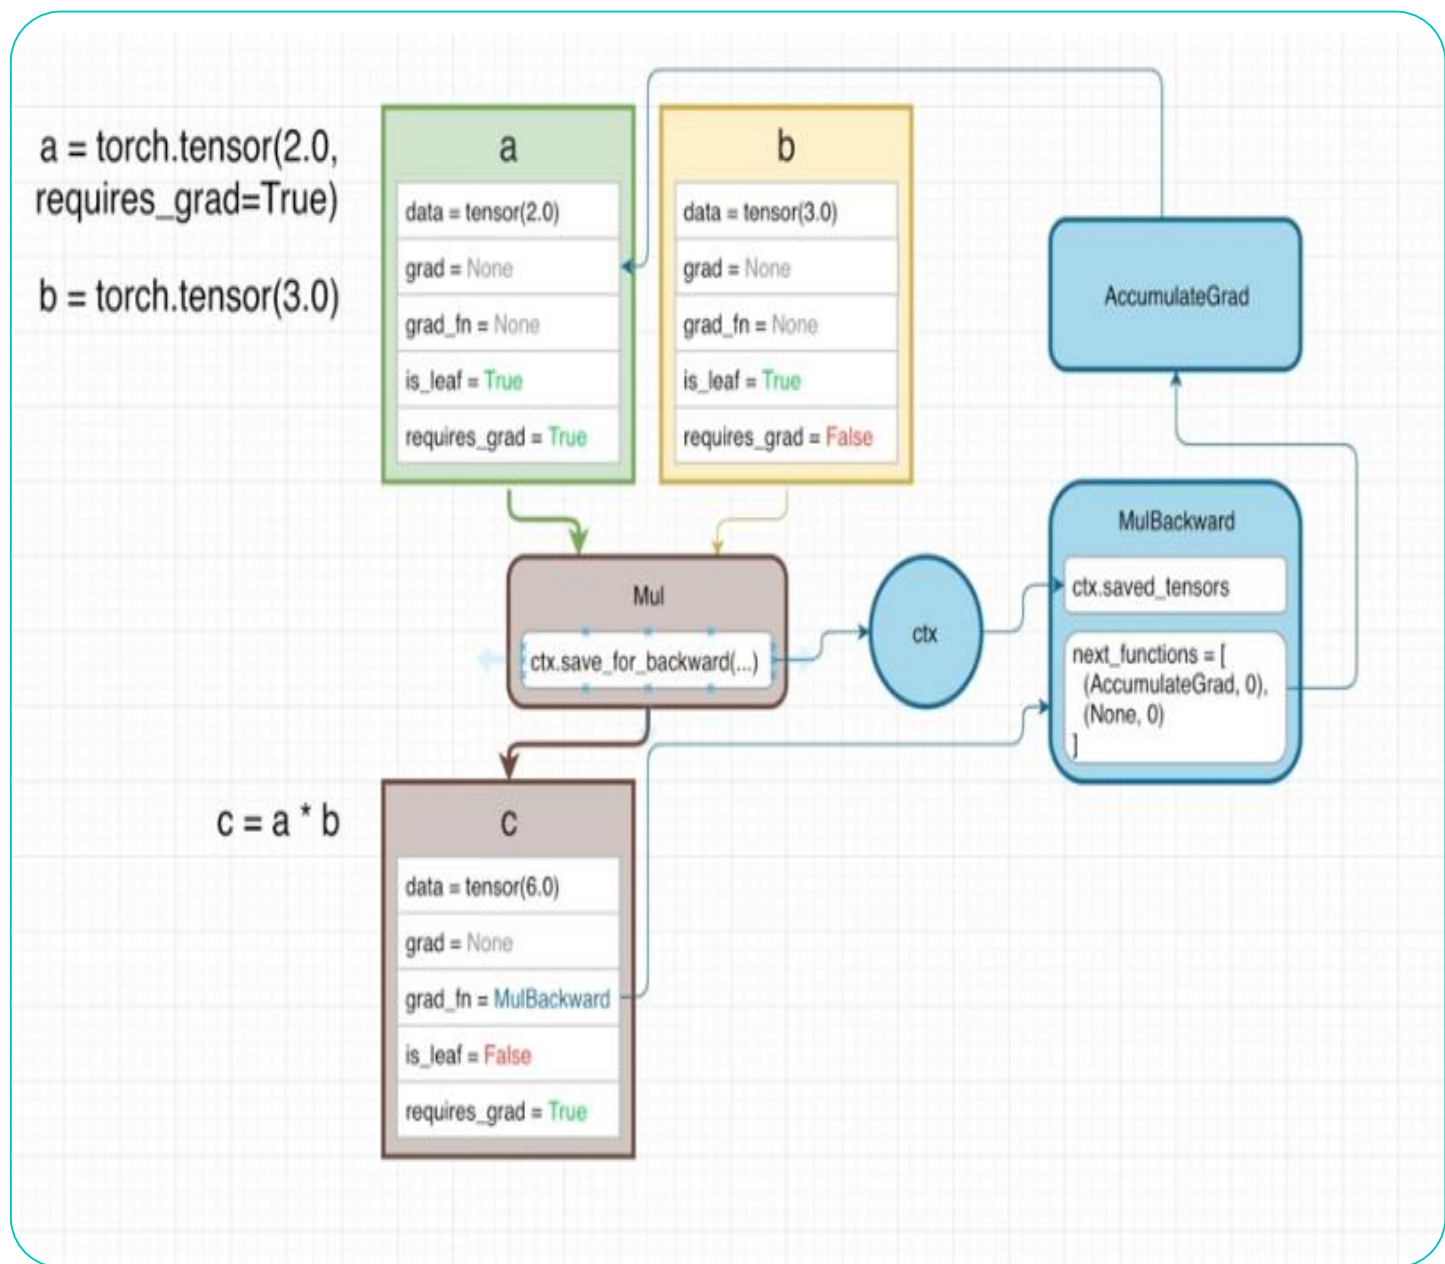 a = torch.tensor(2.0,
requires_grad=True)
b = torch.tensor(3.0)
a
data = tensor(2.0)
grad = None
grad_fn = None
is_leaf = True
requires_grad = True
b
data = tensor(3.0)
grad = None
grad_fn = None
is_leaf = True
requires_grad = False
AccumulateGrad
Mul
ctx.save_for_backward(...)
ctx
MulBackward
ctx.saved_tensors
next_functions = [
(AccumulateGrad, 0),
(None, 0)
]
c = a * b
c
data = tensor(6.0)
grad = None
grad_fn = MulBackward
is_leaf = False
requires_grad = True